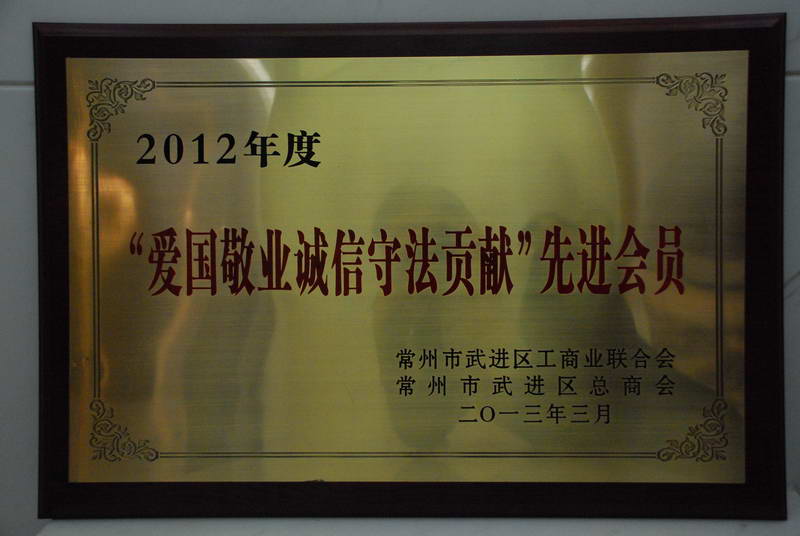 2012年度
“爱国敬业诚信守法贡献”先进会员
常州市武进区工商业联合会
常州市武进区总商会
二〇一三年三月